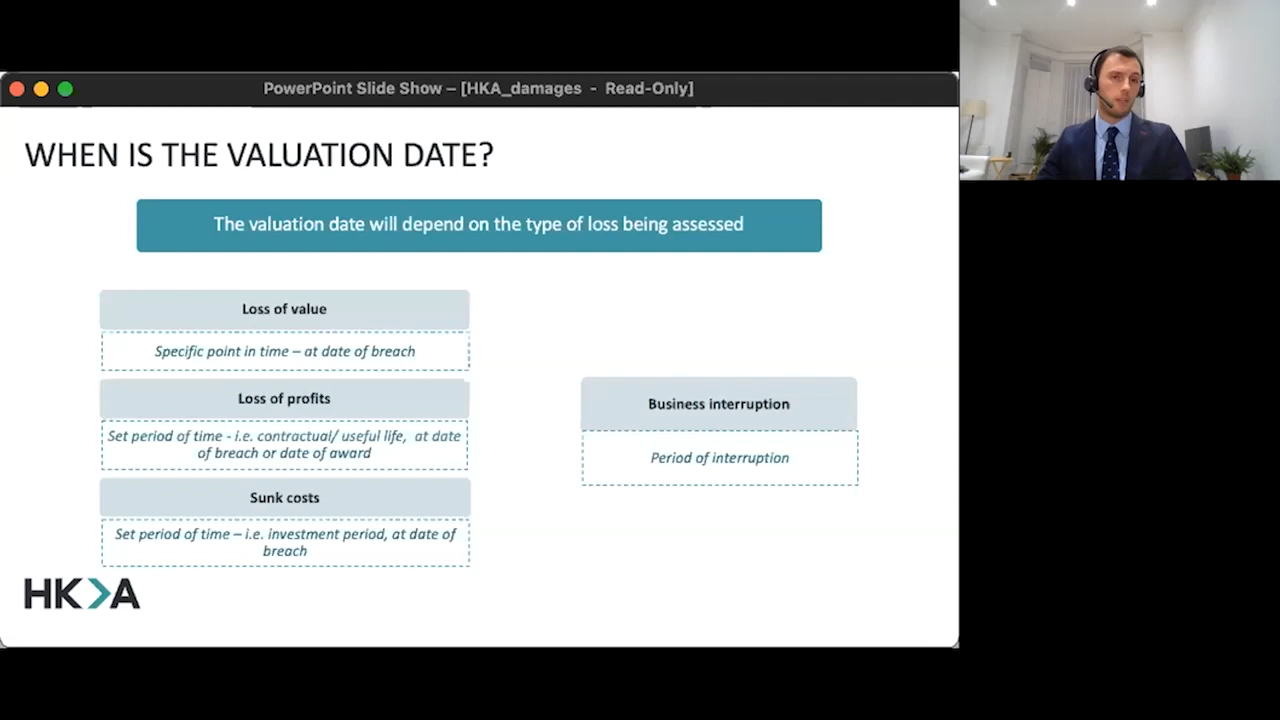 PowerPoint Slide Show – [HKA_damages - Read-Only]
WHEN IS THE VALUATION DATE?
The valuation date will depend on the type of loss being assessed
Loss of value
Specific point in time – at date of breach
Loss of profits
Set period of time - i.e. contractual/ useful life, at date
of breach or date of award
Sunk costs
Set period of time – i.e. investment period, at date of
breach
Business interruption
Period of interruption
HKA